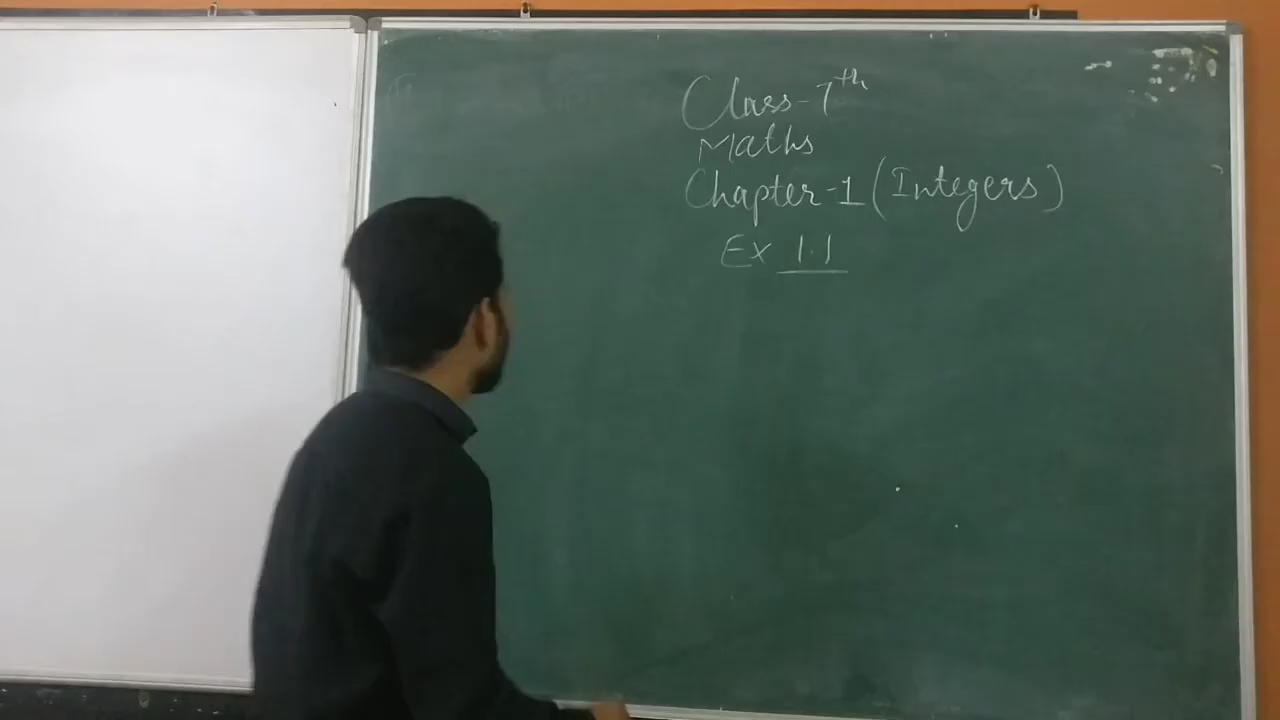 Class-7th
Maths
Chapter-1 (Integers)
Ex 1.1